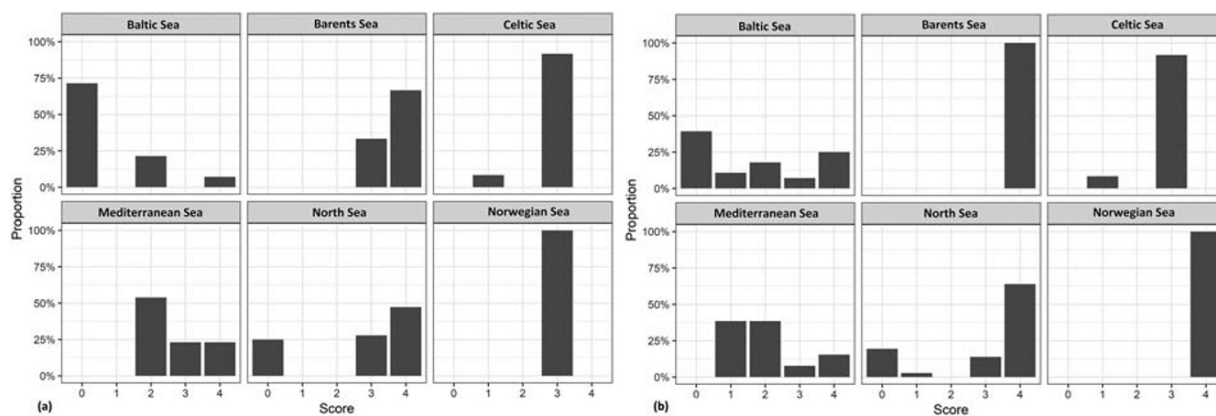 Baltic Sea Barents Sea Celtic Sea
100%
75%
50%
25%
0%
Mediterranean Sea North Sea Norwegian Sea
100%
75%
50%
25%
0%
0 1 2 3 4 0 1 2 3 4 0 1 2 3 4
Proportion
Score
(a)
Baltic Sea Barents Sea Celtic Sea
100%
75%
50%
25%
0%
Mediterranean Sea North Sea Norwegian Sea
100%
75%
50%
25%
0%
0 1 2 3 4 0 1 2 3 4 0 1 2 3 4
Proportion
Score
(b)